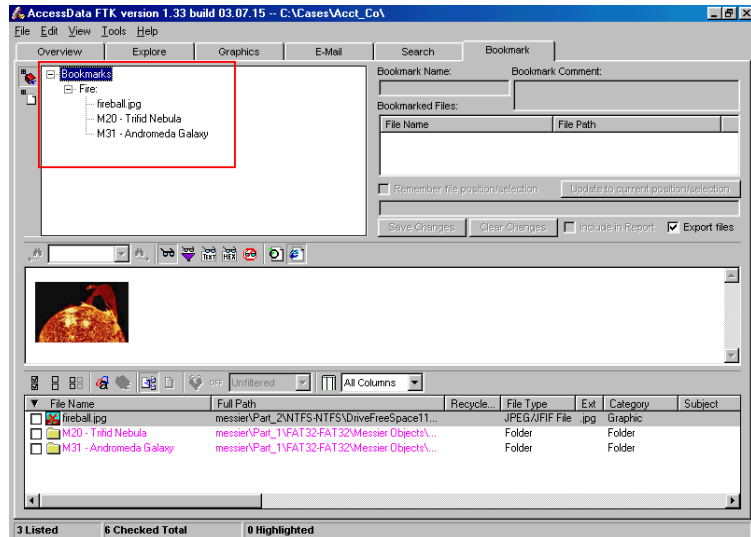 AccessData FTK version 1.33 build 03.07.15 -- C:\Cases\Acct_Co\
File Edit View Tools Help
Overview Explore Graphics E-Mail Search Bookmark
Bookmarks
Fire:
fireball.jpg
M20 - Trifid Nebula
M31 - Andromeda Galaxy
Bookmark Name: Bookmark Comment:
Bookmarked Files:
File Name File Path
Remember file position/selection Update to current position/selection
Save Changes Clear Changes Include in Report Export files
TEXT HEX
OFF Unfiltered All Columns
File Name Full Path Recycle... File Type Ext Category Subject
fireball.jpg messier\Part_2\NTFS-NTFS\DriveFreeSpace11... JPEG/JFIF File .jpg Graphic
M20 - Trifid Nebula messier\Part_1\FAT32-FAT32\Messier Objects\... Folder Folder
M31 - Andromeda Galaxy messier\Part_1\FAT32-FAT32\Messier Objects\... Folder Folder
3 Listed 6 Checked Total 0 Highlighted